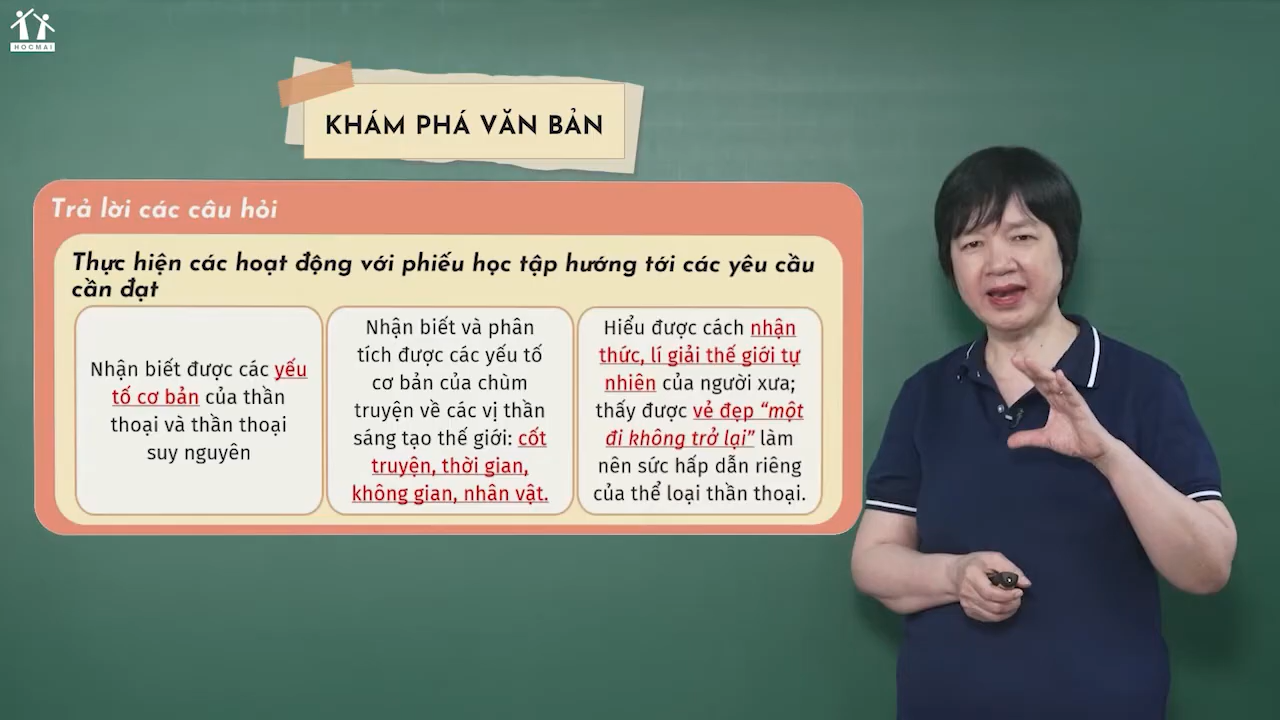 HOCMAI
KHÁM PHÁ VĂN BẢN
Trả lời các câu hỏi
Thực hiện các hoạt động với phiếu học tập hướng tới các yêu cầu
cần đạt
Nhận biết được các yếu
tố cơ bản của thần
thoại và thần thoại
suy nguyên
Nhận biết và phân
tích được các yếu tố
cơ bản của chùm
truyện về các vị thần
sáng tạo thế giới: cốt
truyện, thời gian,
không gian, nhân vật.
Hiểu được cách nhận
thức, lí giải thế giới tự
nhiên của người xưa;
thấy được vẻ đẹp “một
đi không trở lại” làm
nên sức hấp dẫn riêng
của thể loại thần thoại.